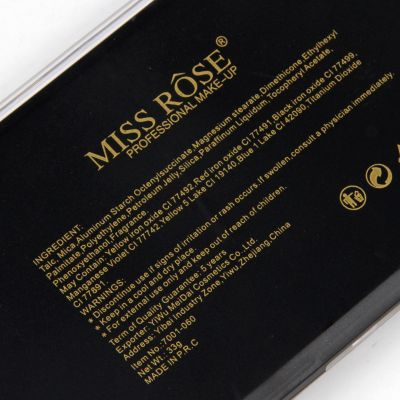 MISS RÔSE®
PROFESSIONAL MAKE-UP
INGREDIENT:
Talc, Mica,Aluminum Starch Octenylsuccinate,Magnesium stearate,Dimethicone,Ethylhexyl
Palmitate,Polyethylene,Petroleum Jelly,Silica,Paraffinum Liquidum,Tocopheryl Acetate,
Phenoxyethanol,Fragrance.
May Contain: Yellow Iron oxide CI 77492,Red Iron oxide CI 77491,Black Iron oxide CI 77499,
Manganese Violet CI 77742,Yellow 5 Lake CI 19140,Blue 1 Lake CI 42090,Titanium Dioxide
CI 77891.
WARNINGS:
* Discontinue use if signs of irritation or rash occurs. If swollen,consult a physician immediately.
* Keep in a cool and dry place.
* For external use only and keep out of reach of children.
Term of Quality Guarantee: 5 years
Exporter: YiWu MeiDai Cosmetics Co.,Ltd.
Address: Yibei Industry Zone,Yiwu,Zhejiang,China
Item No.:7001-060
Net: 33g
MADE IN P.R.C